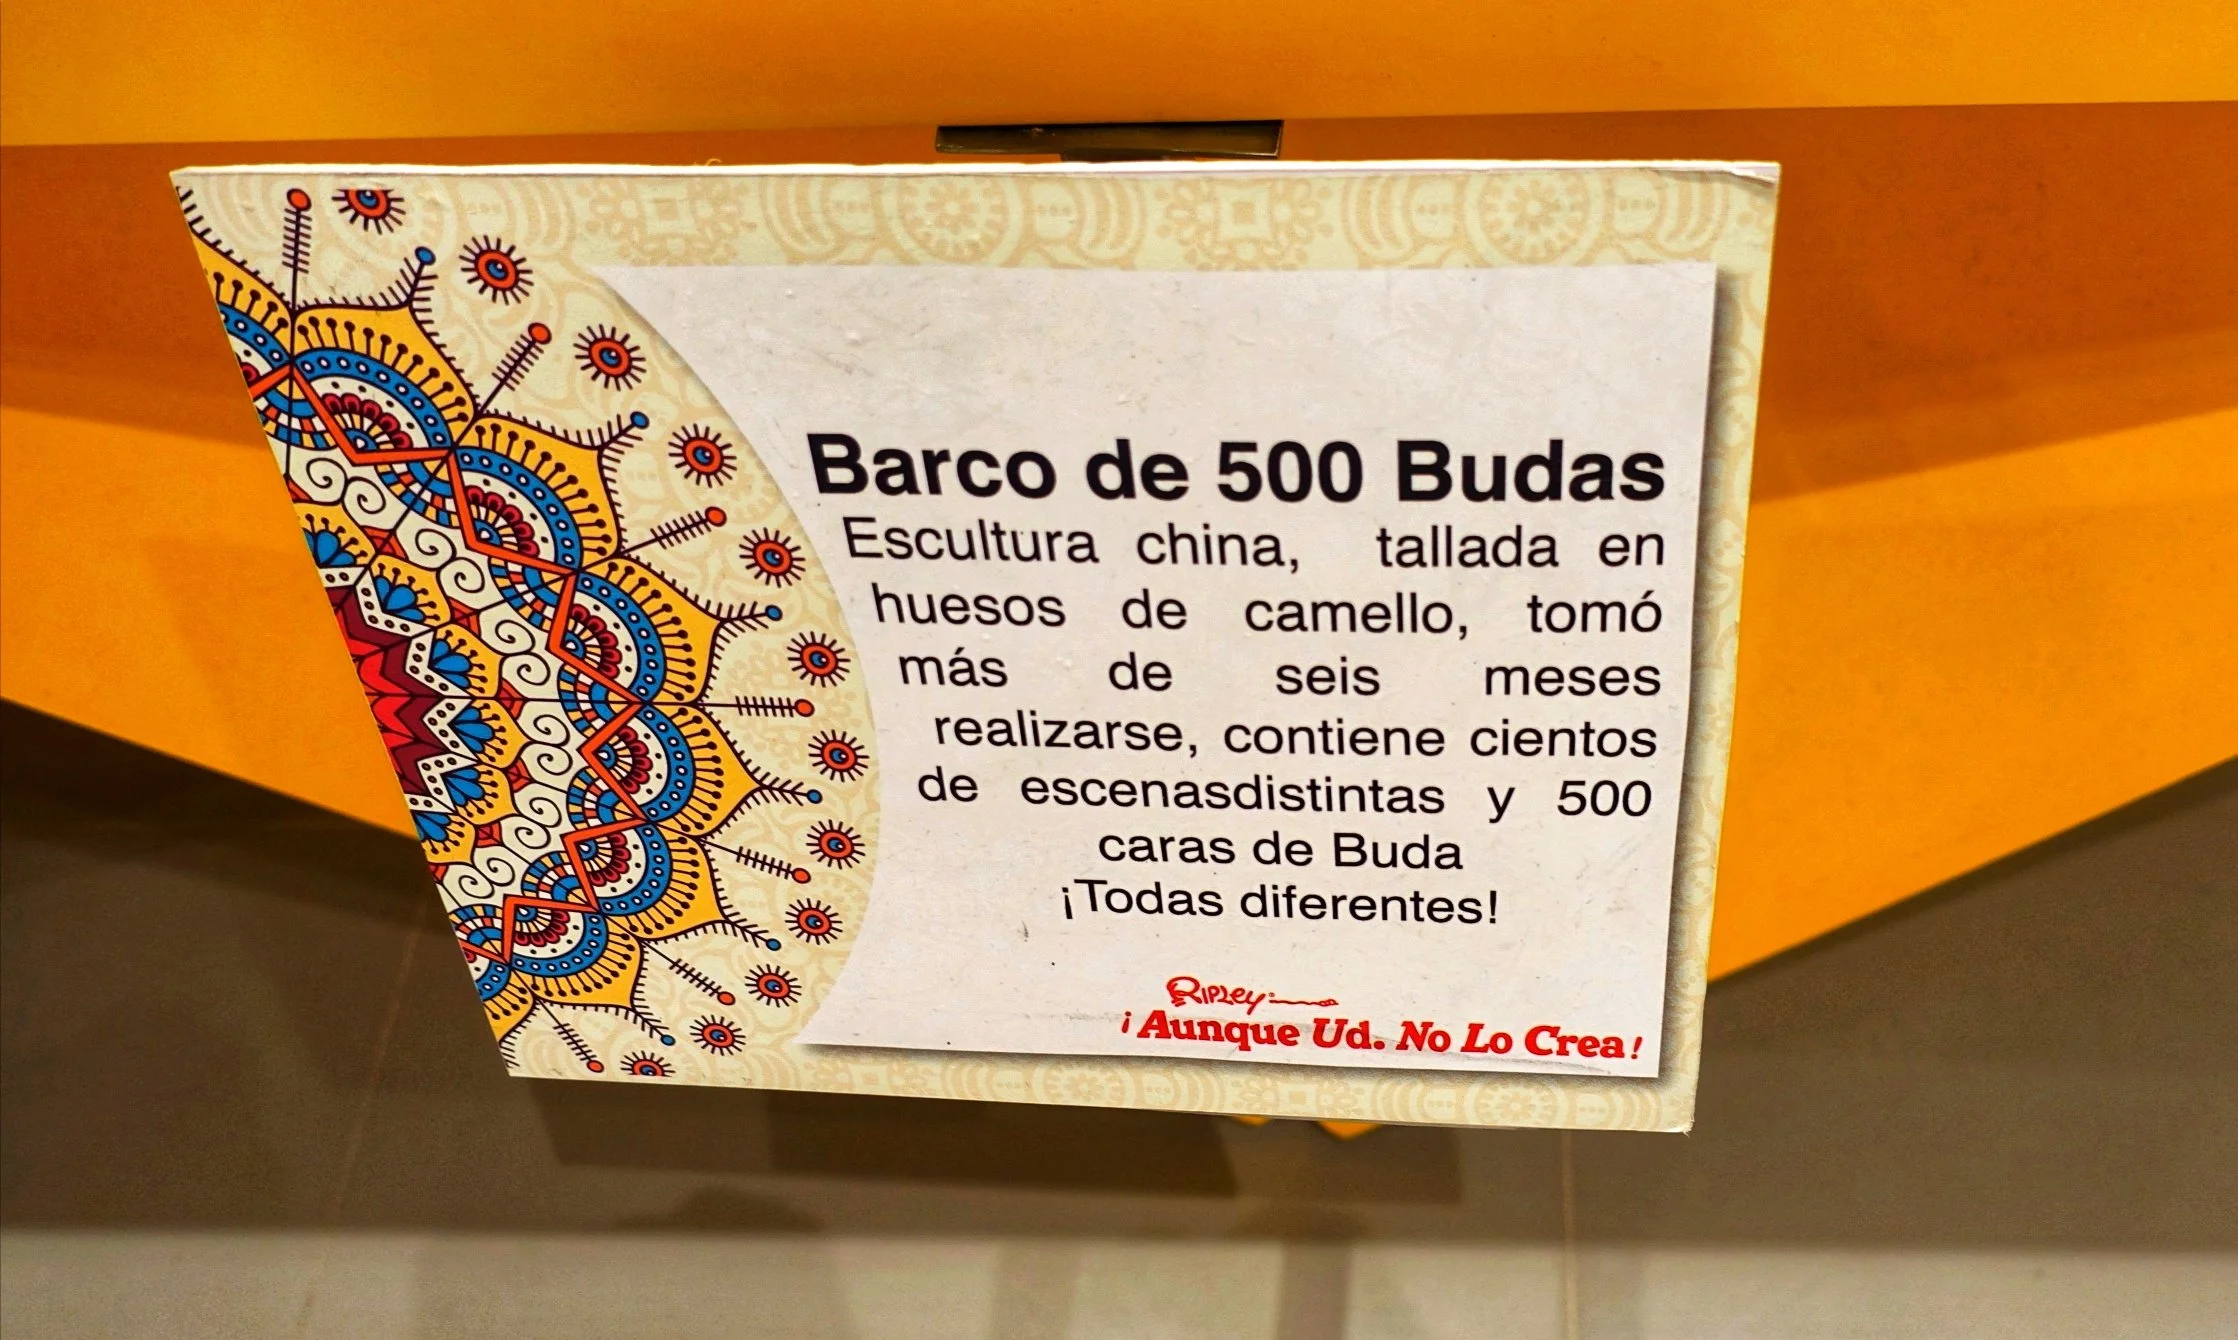 Barco de 500 Budas
Escultura china, tallada en
huesos de camello, tomó
más de seis meses
realizarse, contiene cientos
de escenasdistintas y 500
caras de Buda
¡Todas diferentes!
Ripley
¡Aunque Ud. No Lo Crea!